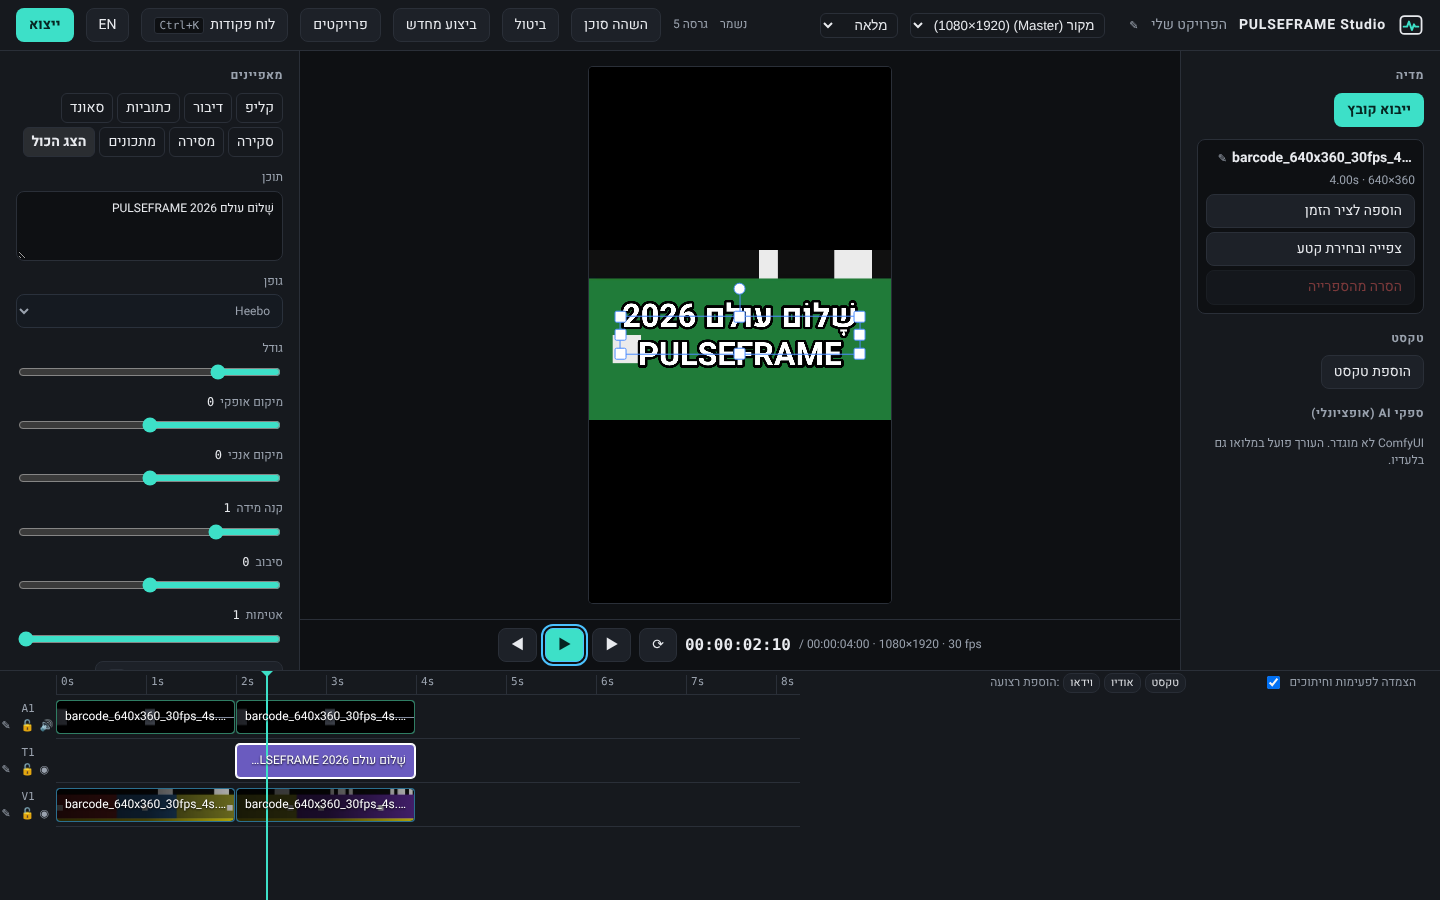 PULSEFRAME Studio
הפרויקט שלי
מקור (Master) (1080×1920)
מלאה
נשמר גרסה 5
השהה סוכן
ביטול
ביצוע מחדש
פרויקטים
לוח פקודות Ctrl+K
EN
ייצוא
מדיה
ייבוא קובץ
barcode_640x360_30fps_4…
4.00s · 640×360
הוספה לציר הזמן
צפייה ובחירת קטע
הסרה מהספרייה
טקסט
הוספת טקסט
ספקי AI (אופציונלי)
ComfyUI לא מוגדר. העורך פועל במלואו גם
בלעדיו.
שָׁלוֹם עולם 2026
PULSEFRAME
00:00:02:10 / 00:00:04:00 · 1080×1920 · 30 fps
מאפיינים
קליפ
דיבור
כתוביות
סאונד
סקירה
מסירה
מתכונים
הצג הכול
תוכן
שָׁלוֹם עולם 2026 PULSEFRAME
גופן
Heebo
גודל
מיקום אופקי 0
מיקום אנכי 0
קנה מידה 1
סיבוב 0
אטימות 1
הצמדה לפעימות וחיתוכים
הוספת רצועה:
וידאו
אודיו
טקסט
0s 1s 2s 3s 4s 5s 6s 7s 8s
A1
barcode_640x360_30fps_4s.… barcode_640x360_30fps_4s.…
T1
שָׁלוֹם עולם 2026 LSEFRAME…
V1
barcode_640x360_30fps_4s.… barcode_640x360_30fps_4s.…